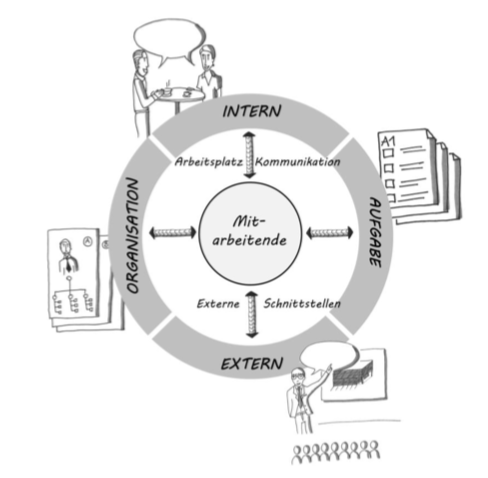 INTERN
Arbeitsplatz Kommunikation
A1
ORGANISATION
Mit-
arbeitende
AUFGABE
A
Externe Schnittstellen
EXTERN